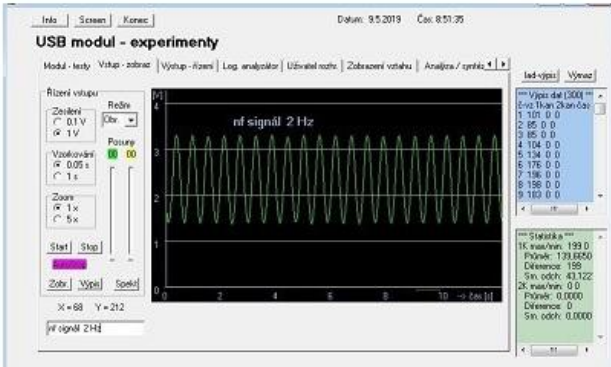 Info Screen Konec Datum: 9.5.2019 Čas: 8:51:35
USB modul - experimenty
Modul - testy Vstup - zobraz Výstup - řízení Log. analyzátor Uživatel rozhr. Zobrazení vztahu Analýza / syntéz
Ind-výpis Výmaz
Řízení vstupu
Zesílení
0.1 V
1 V
Režim
Obr.
Posuny
00 00
Vzorkování
0.05 s
1 s
Zoom
1 x
5 x
Start Stop
Zobr. Výpis Spektr
X = 68 Y = 212
nf signál 2 Hz
[V]
4
3
2
1
nf signál 2 Hz
0 2 4 6 8 10 -> čas [s]
*** Výpis dat (300) ***
č-vz 1kan 2kan čas
1 101 0 0
2 85 0 0
3 85 0 0
4 104 0 0
5 134 0 0
6 176 0 0
7 196 0 0
8 198 0 0
9 183 0 0
*** Statistika ***
1K max/min: 199 0
Průměr: 139,6650
Diference: 199
Sm. odch: 43,122
2K max/min: 0 0
Průměr: 0,0000
Diference: 0
Sm. odch: 0,0000